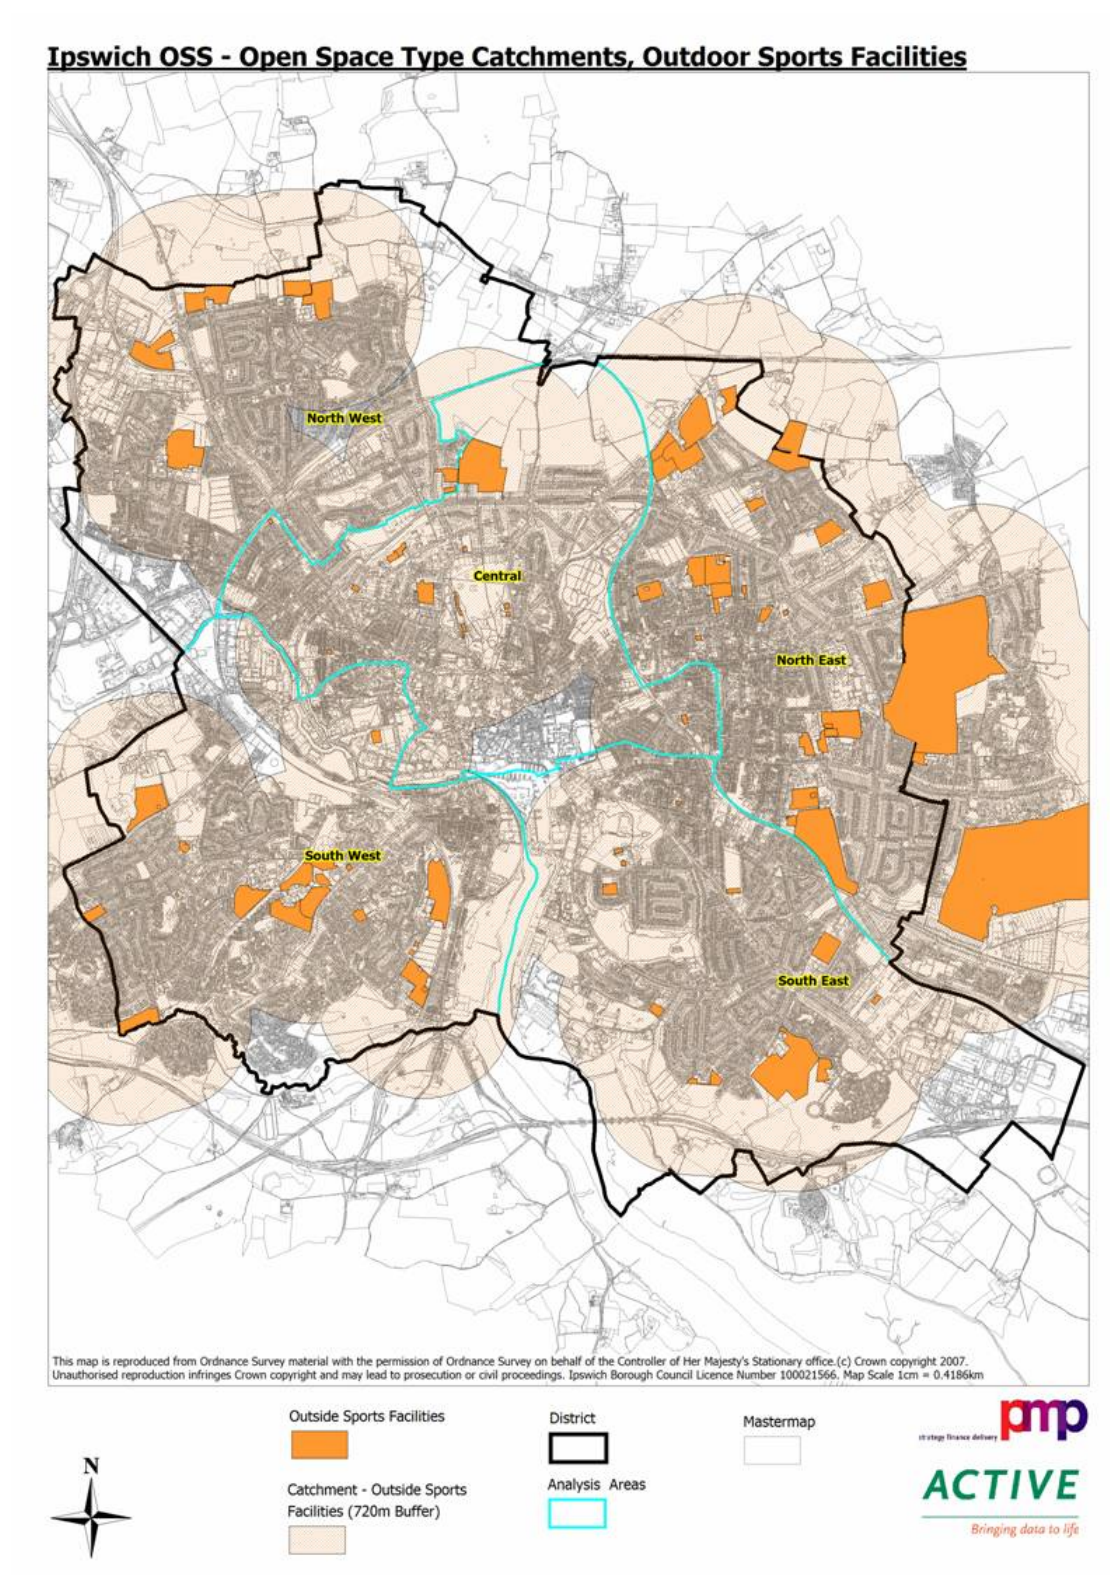 Ipswich OSS - Open Space Type Catchments, Outdoor Sports Facilities
North West
Central
North East
South West
South East
This map is reproduced from Ordnance Survey material with the permission of Ordnance Survey on behalf of the Controller of Her Majesty's Stationary office.(c) Crown copyright 2007.
Unauthorised reproduction infringes Crown copyright and may lead to prosecution or civil proceedings. Ipswich Borough Council Licence Number 100021566. Map Scale 1cm = 0.4186km
Outside Sports Facilities
District
Mastermap
pmp
strategy finance delivery
N
Catchment - Outside Sports
Facilities (720m Buffer)
Analysis Areas
ACTIVE
Bringing data to life